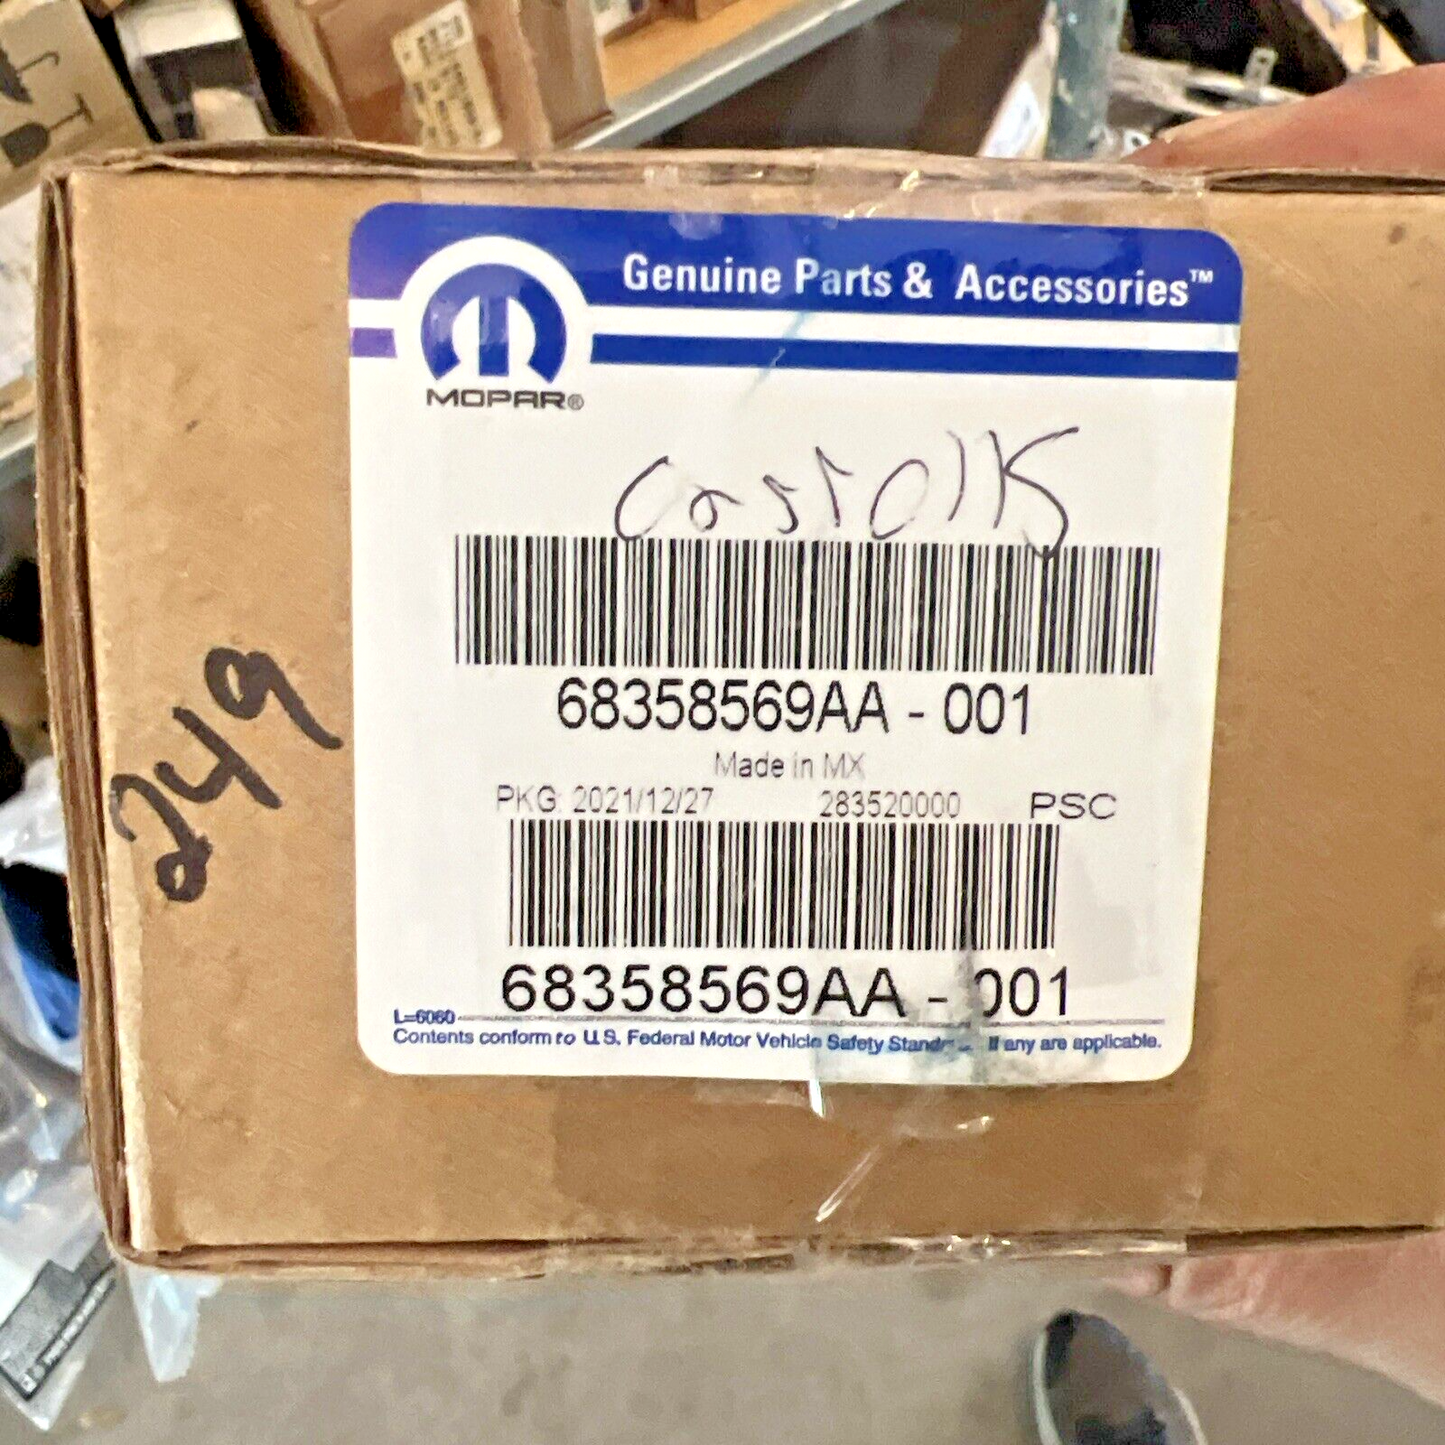 Genuine Parts & Accessories™
MOPAR®
68358569AA - 001
Made in MX
PKG: 2021/12/27 283520000 PSC
68358569AA - 001
L=6060
Contents conform to U.S. Federal Motor Vehicle Safety If any are applicable.
249